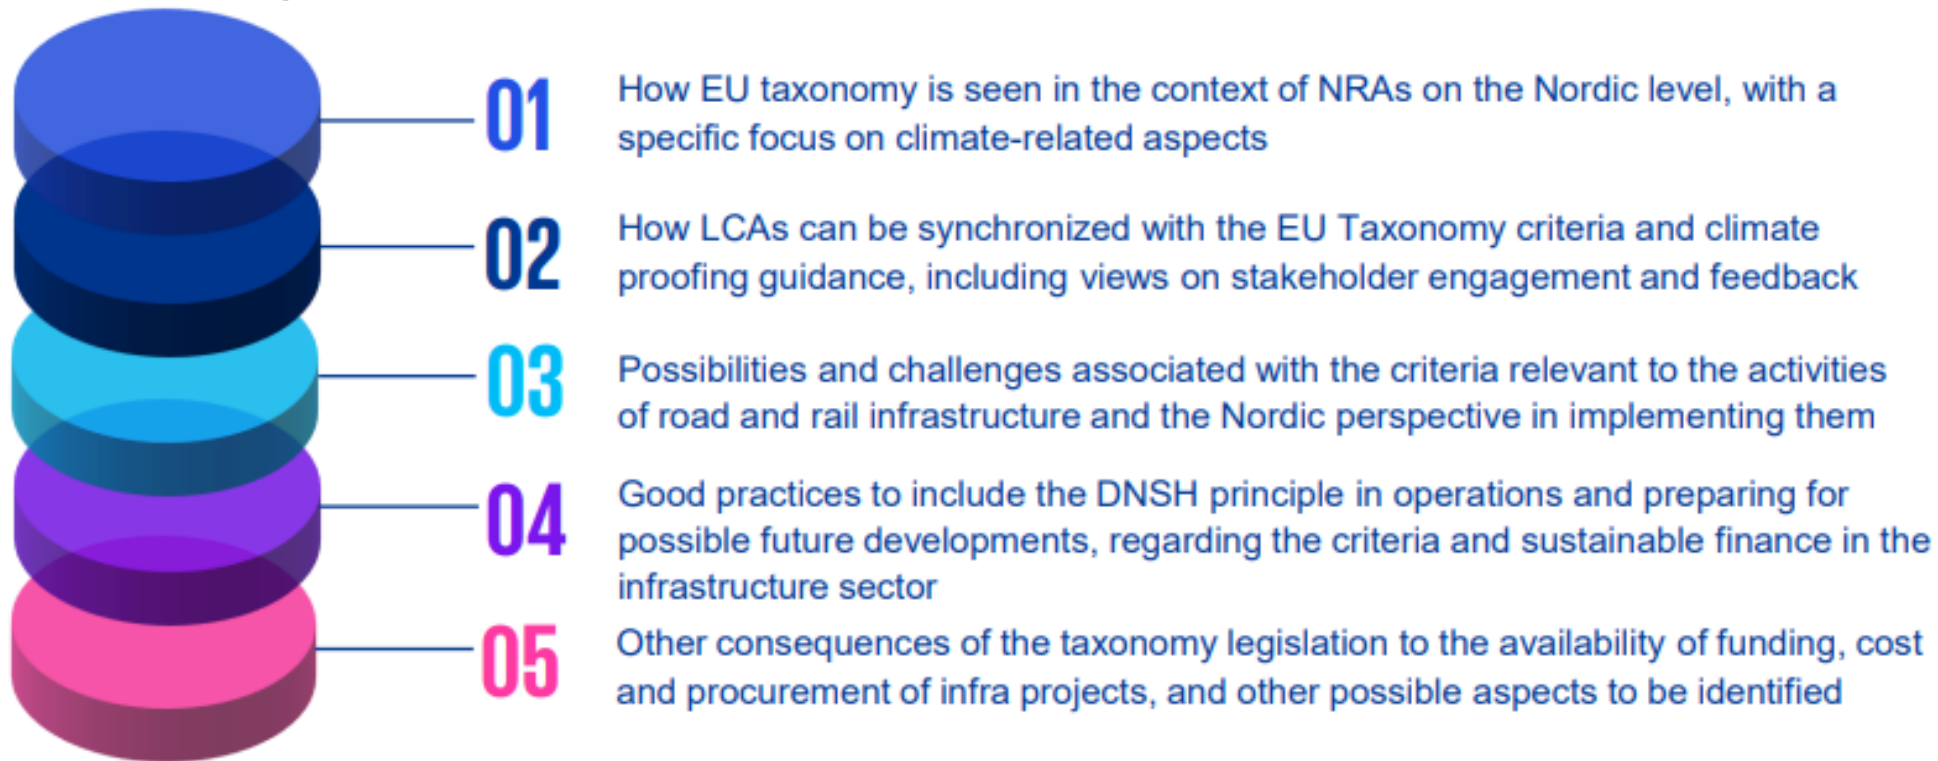 01
How EU taxonomy is seen in the context of NRAs on the Nordic level, with a
specific focus on climate-related aspects
02
How LCAs can be synchronized with the EU Taxonomy criteria and climate
proofing guidance, including views on stakeholder engagement and feedback
03
Possibilities and challenges associated with the criteria relevant to the activities
of road and rail infrastructure and the Nordic perspective in implementing them
04
Good practices to include the DNSH principle in operations and preparing for
possible future developments, regarding the criteria and sustainable finance in the
infrastructure sector
05
Other consequences of the taxonomy legislation to the availability of funding, cost
and procurement of infra projects, and other possible aspects to be identified